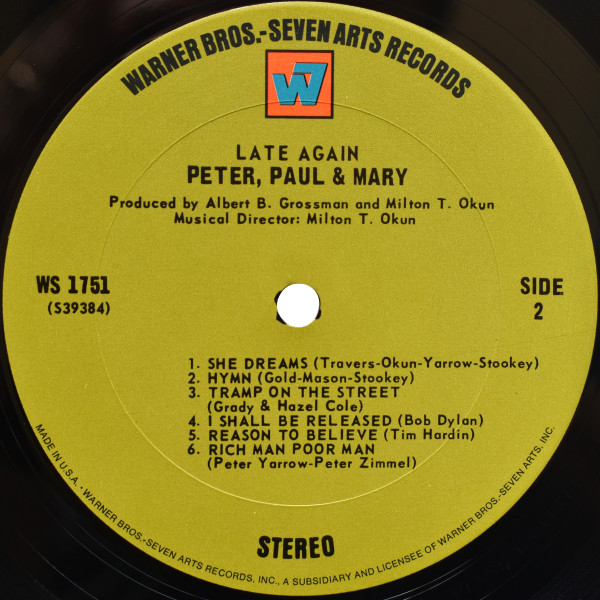 WARNER BROS.-SEVEN ARTS RECORDS
W7
LATE AGAIN
PETER, PAUL & MARY
Produced by Albert B. Grossman and Milton T. Okun
Musical Director: Milton T. Okun
WS 1751
(S39384)
SIDE
2
1. SHE DREAMS (Travers-Okun-Yarrow-Stookey)
2. HYMN (Gold-Mason-Stookey)
3. TRAMP ON THE STREET
(Grady & Hazel Cole)
4. I SHALL BE RELEASED (Bob Dylan)
5. REASON TO BELIEVE (Tim Hardin)
6. RICH MAN POOR MAN
(Peter Yarrow-Peter Zimmel)
STEREO
MADE IN U.S.A. • WARNER BROS.-SEVEN ARTS RECORDS, INC., A SUBSIDIARY AND LICENSEE OF WARNER BROS.-SEVEN ARTS, INC.